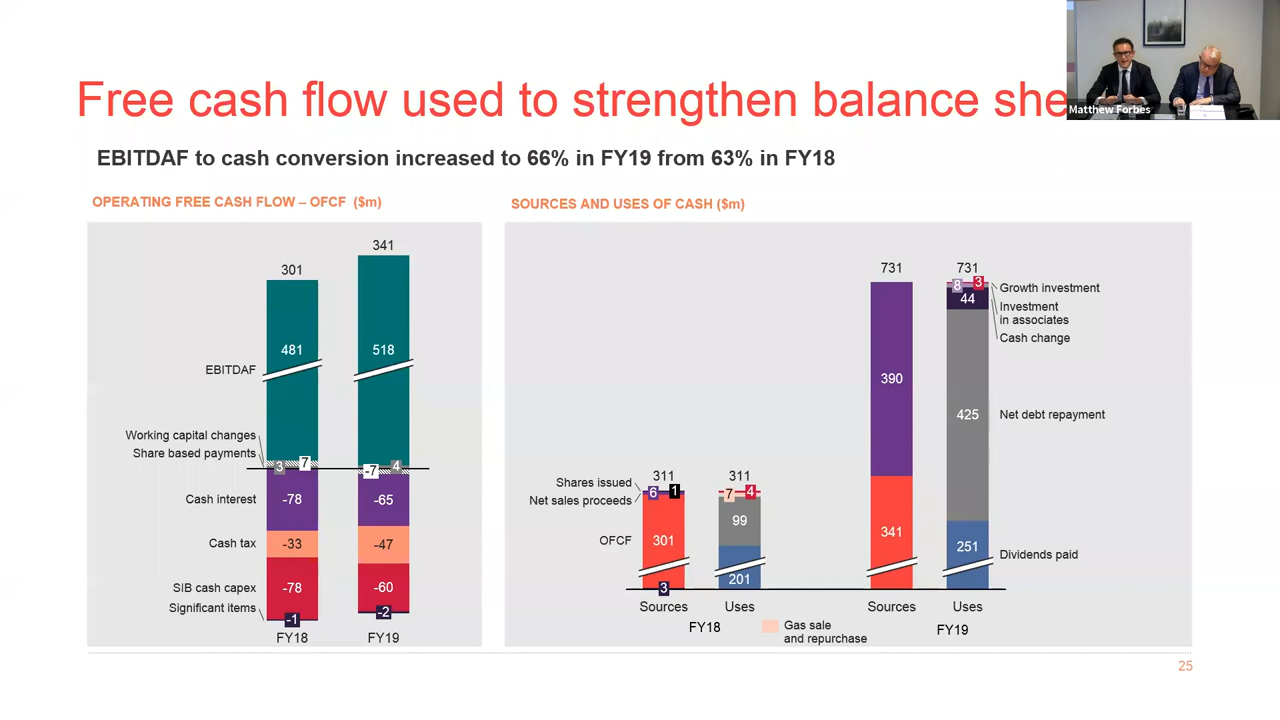 Free cash flow used to strengthen balance she
Matthew Forbes
EBITDAF to cash conversion increased to 66% in FY19 from 63% in FY18
OPERATING FREE CASH FLOW – OFCF ($m)
301
341
481
518
EBITDAF
Working capital changes
Share based payments
3
7
-7
4
Cash interest
-78
-65
Cash tax
-33
-47
SIB cash capex
-78
-60
Significant items
-1
-2
FY18
FY19
SOURCES AND USES OF CASH ($m)
311
311
731
731
Shares issued
Net sales proceeds
6
1
7
4
8
3
44
Growth investment
Investment
in associates
Cash change
390
425
Net debt repayment
OFCF
301
99
341
251
Dividends paid
201
3
Sources
Uses
Sources
Uses
FY18
FY19
Gas sale
and repurchase
25